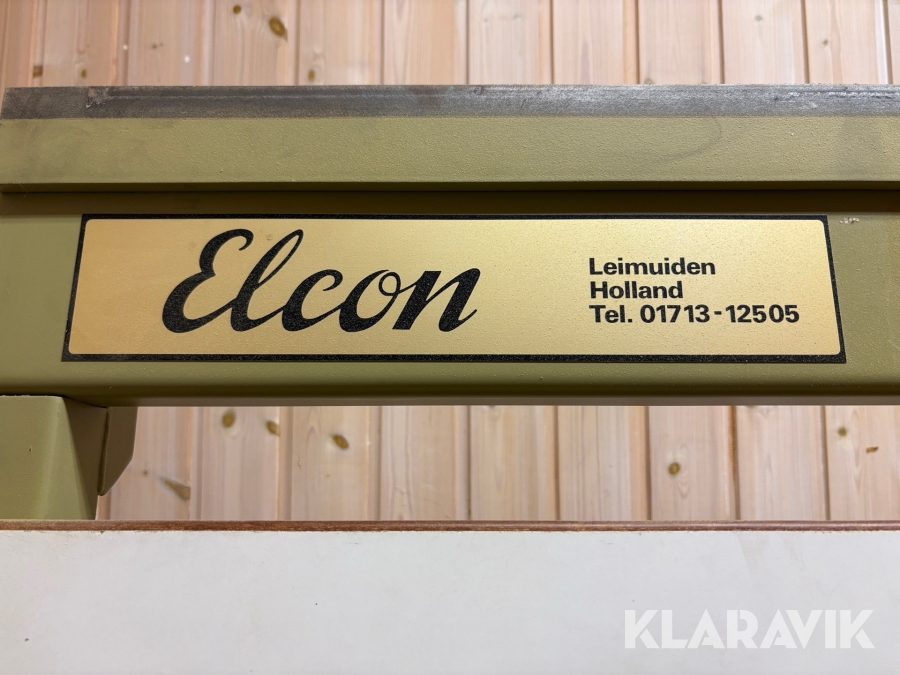 Elcon
Leimuiden
Holland
Tel. 01713-12505
KLARAVIK